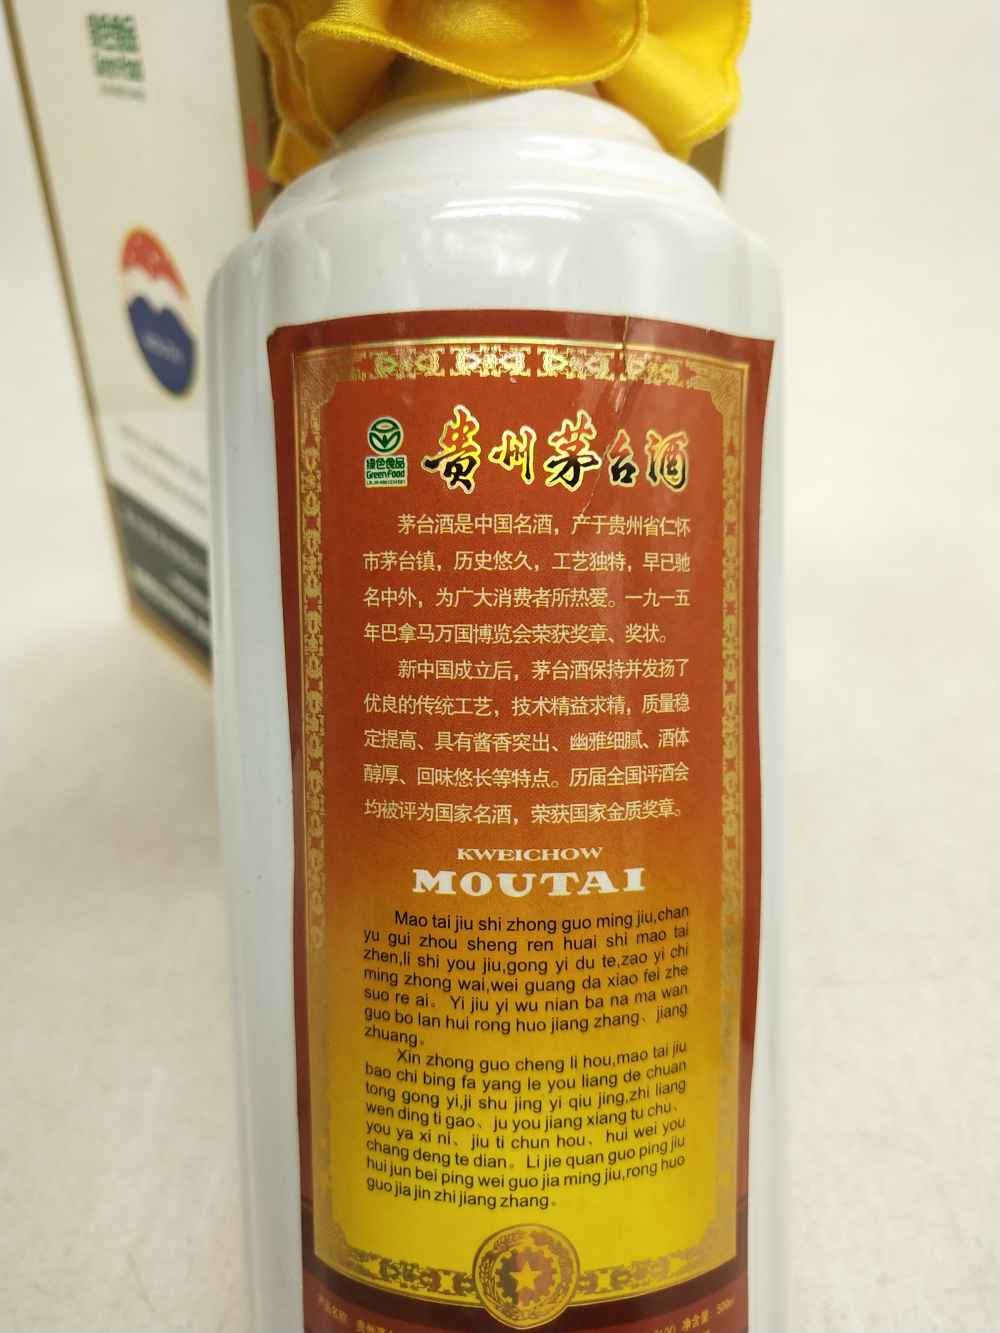 绿色食品
GreenFood
贵州茅台酒
茅台酒是中国名酒，产于贵州省仁怀
市茅台镇，历史悠久，工艺独特，早已驰
名中外，为广大消费者所热爱。一九一五
年巴拿马万国博览会荣获奖章、奖状。
新中国成立后，茅台酒保持并发扬了
优良的传统工艺，技术精益求精，质量稳
定提高、具有酱香突出、幽雅细腻、酒体
醇厚、回味悠长等特点。历届全国评酒会
均被评为国家名酒，荣获国家金质奖章。
KWEICHOW
MOUTAI
Mao tai jiu shi zhong guo ming jiu,chan
yu gui zhou sheng ren huai shi mao tai
zhen,li shi you jiu,gong yi du te,zao yi chi
ming zhong wai,wei guang da xiao fei zhe
suo re ai。Yi jiu yi wu nian ba na ma wan
guo bo lan hui rong huo jiang zhang、jiang
zhuang。
Xin zhong guo cheng li hou,mao tai jiu
bao chi bing fa yang le you liang de chuan
tong gong yi,ji shu jing yi qiu jing,zhi liang
wen ding ti gao、ju you jiang xiang tu chu、
you ya xi ni、jiu ti chun hou、hui wei you
chang deng te dian。Li jie quan guo ping jiu
hui jun bei ping wei guo jia ming jiu,rong huo
guo jia jin zhi jiang zhang。
净含量：500